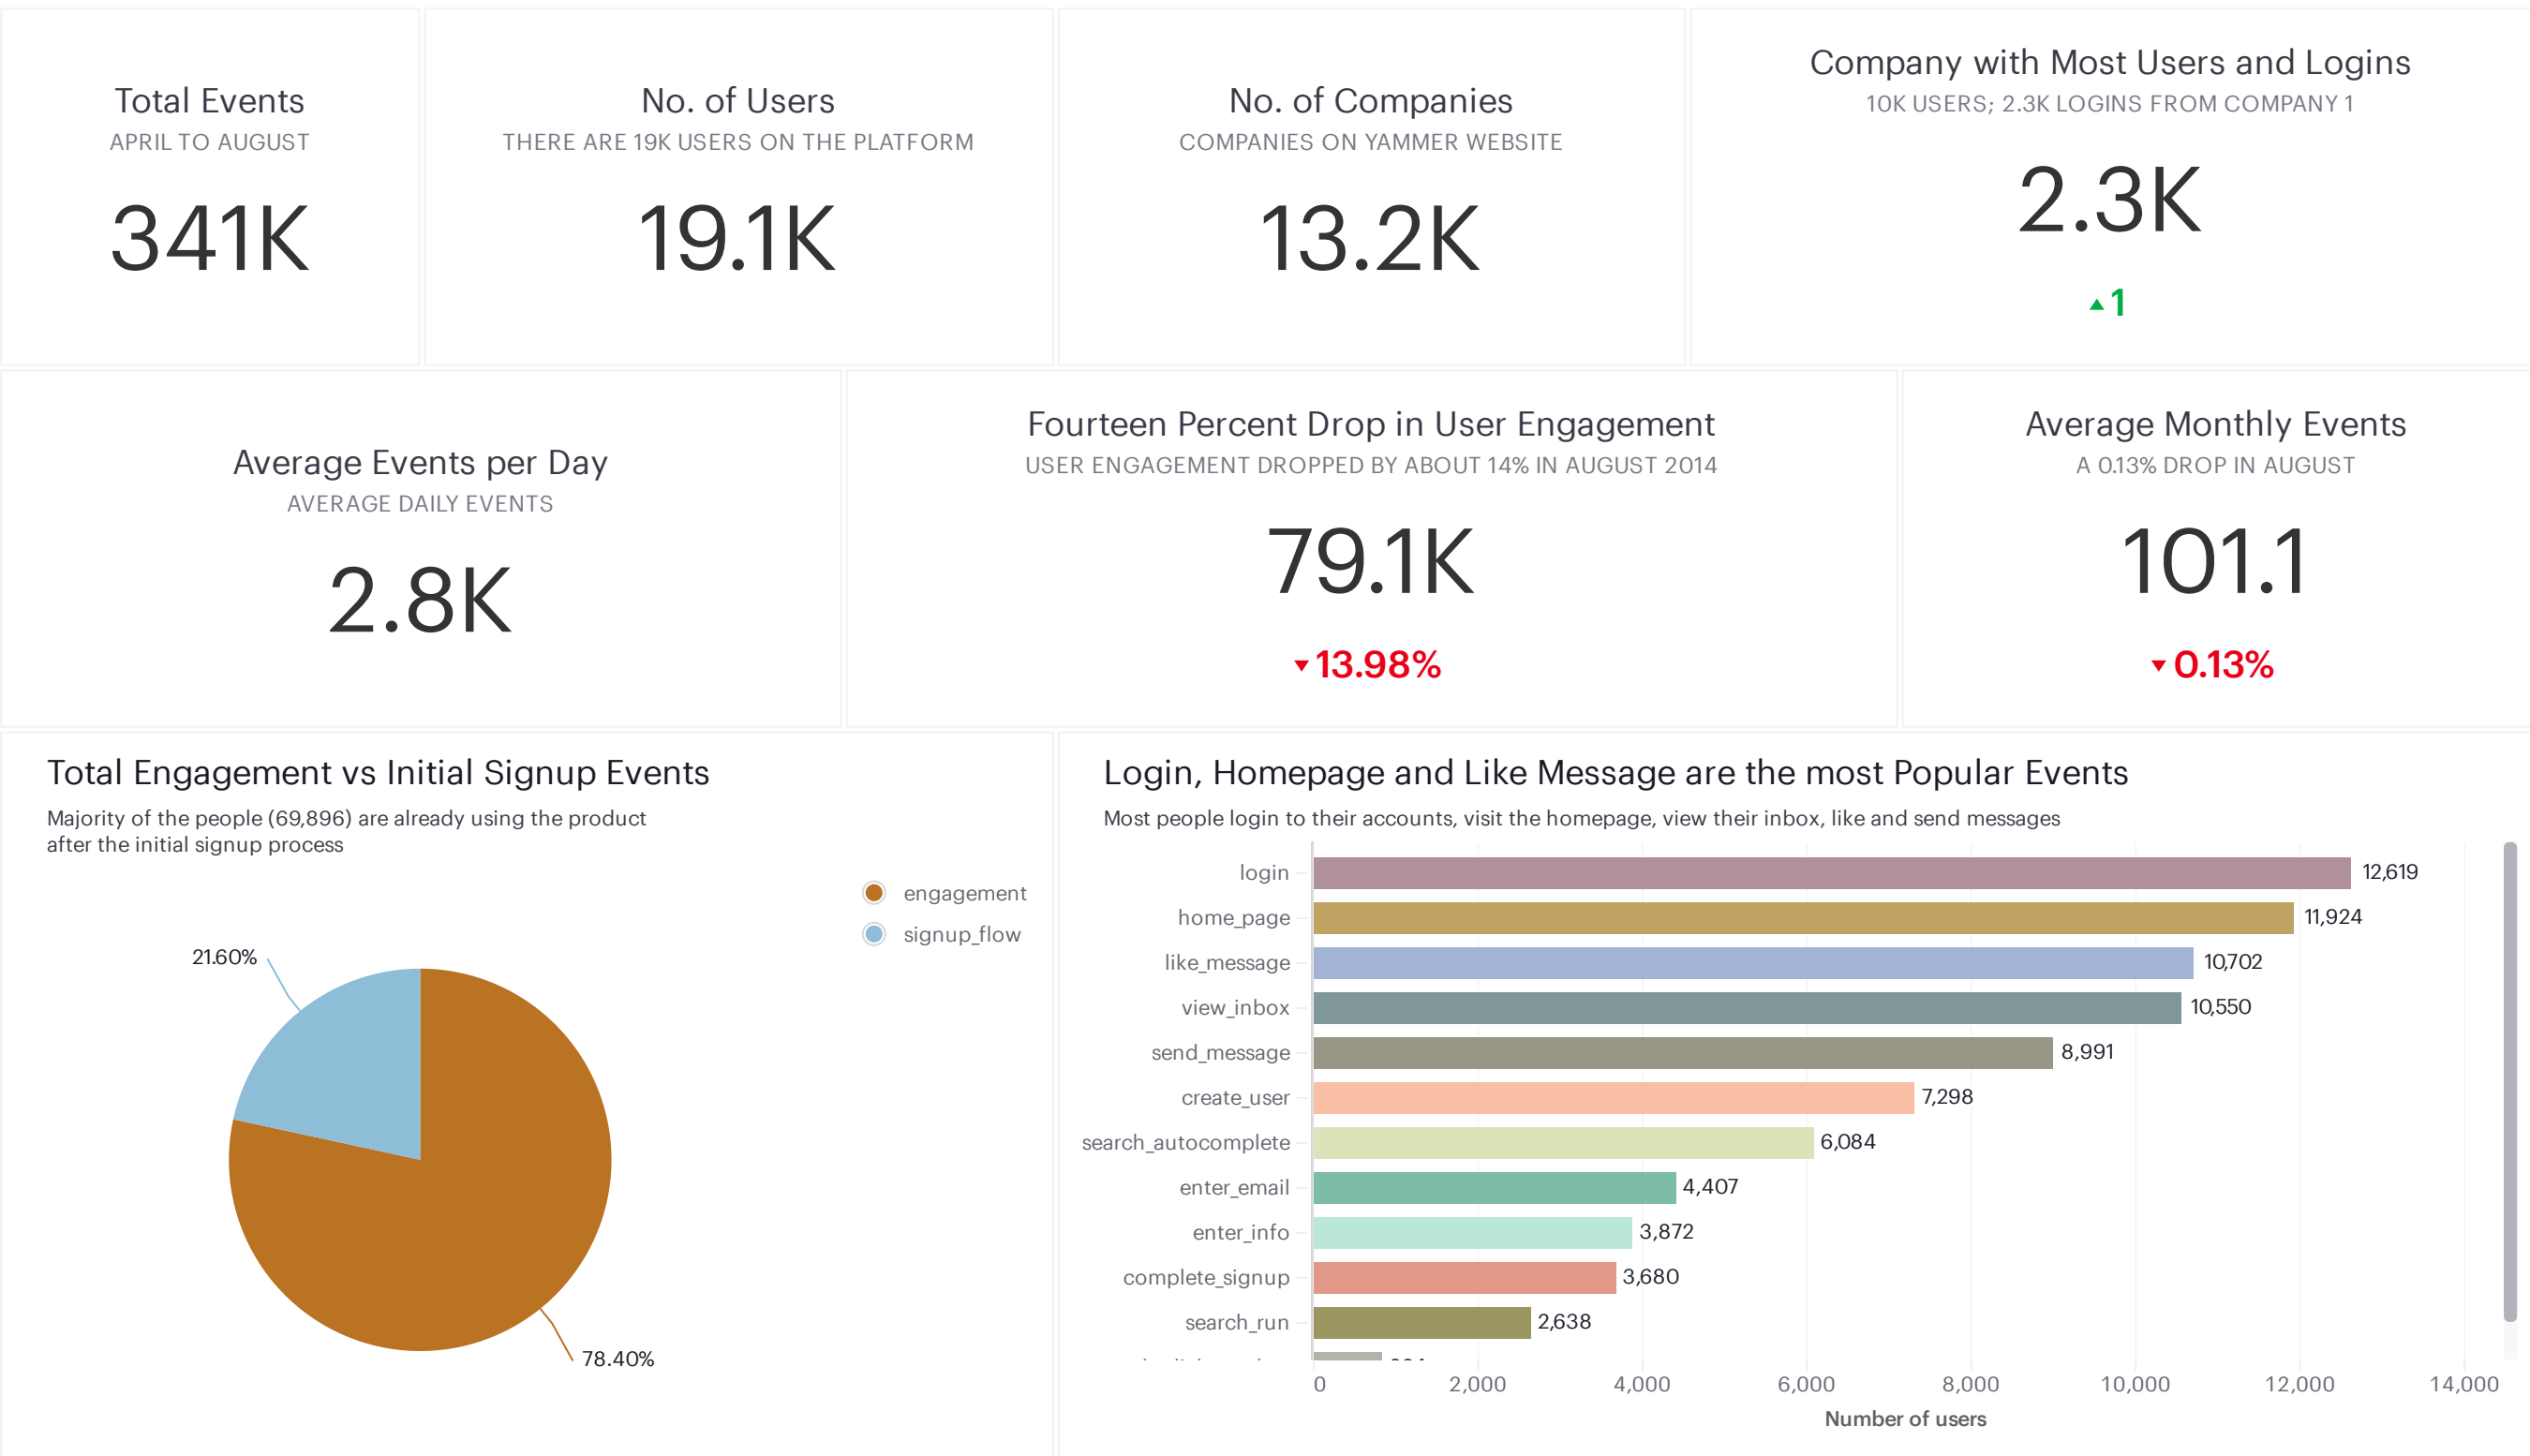 Total Events
APRIL TO AUGUST
341K
No. of Users
THERE ARE 19K USERS ON THE PLATFORM
19.1K
No. of Companies
COMPANIES ON YAMMER WEBSITE
13.2K
Company with Most Users and Logins
10K USERS; 2.3K LOGINS FROM COMPANY 1
2.3K
▲1
Average Events per Day
AVERAGE DAILY EVENTS
2.8K
Fourteen Percent Drop in User Engagement
USER ENGAGEMENT DROPPED BY ABOUT 14% IN AUGUST 2014
79.1K
▼13.98%
Average Monthly Events
A 0.13% DROP IN AUGUST
101.1
▼0.13%
Total Engagement vs Initial Signup Events
Majority of the people (69,896) are already using the product
after the initial signup process
engagement
signup_flow
21.60%
78.40%
Login, Homepage and Like Message are the most Popular Events
Most people login to their accounts, visit the homepage, view their inbox, like and send messages
login 12,619
home_page 11,924
like_message 10,702
view_inbox 10,550
send_message 8,991
create_user 7,298
search_autocomplete 6,084
enter_email 4,407
enter_info 3,872
complete_signup 3,680
search_run 2,638
0 2,000 4,000 6,000 8,000 10,000 12,000 14,000
Number of users